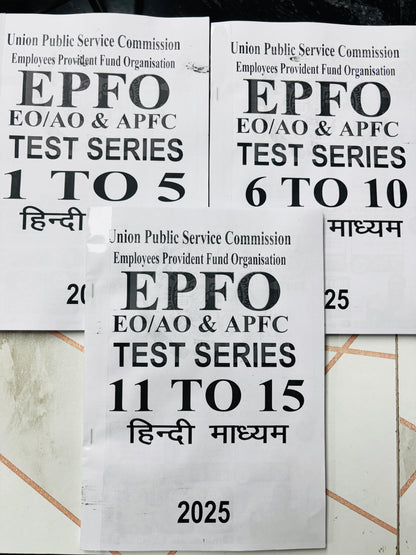 Union Public Service Commission
Employees Provident Fund Organisation
EPFO
EO/AO & APFC
TEST SERIES
1 TO 5
हिन्दी
20
Union Public Service Commission
Employees Provident Fund Organisation
EPFO
EO/AO & APFC
TEST SERIES
6 TO 10
माध्यम
25
Union Public Service Commission
Employees Provident Fund Organisation
EPFO
EO/AO & APFC
TEST SERIES
11 TO 15
हिन्दी माध्यम
2025